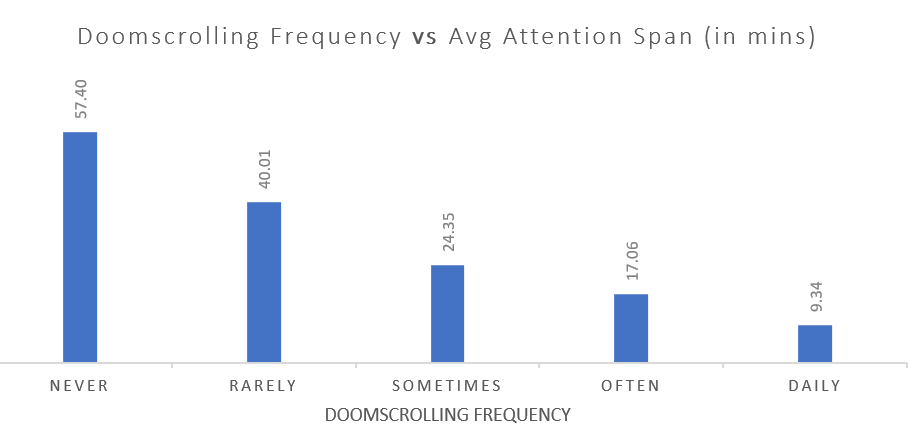 Doomscrolling Frequency vs Avg Attention Span (in mins)
57.40
40.01
24.35
17.06
9.34
NEVER
RARELY
SOMETIMES
OFTEN
DAILY
DOOMSCROLLING FREQUENCY